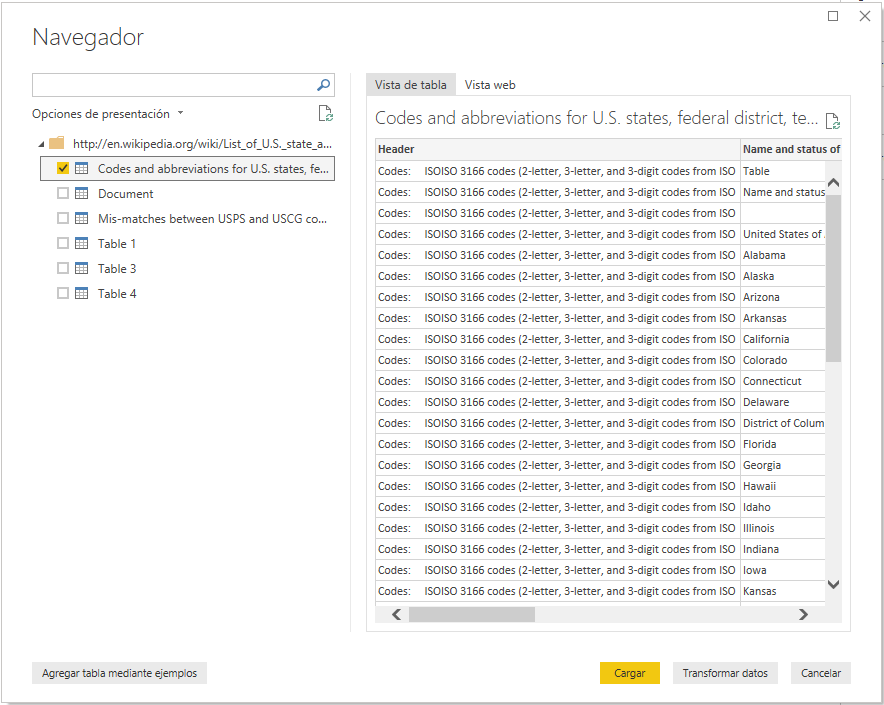 Navegador
Opciones de presentación
http://en.wikipedia.org/wiki/List_of_U.S._state_a...
Codes and abbreviations for U.S. states, fe...
Document
Mis-matches between USPS and USCG co...
Table 1
Table 3
Table 4
Vista de tabla Vista web
Codes and abbreviations for U.S. states, federal district, te...
Header Name and status of
Codes: ISOISO 3166 codes (2-letter, 3-letter, and 3-digit codes from ISO Table
Codes: ISOISO 3166 codes (2-letter, 3-letter, and 3-digit codes from ISO Name and status
Codes: ISOISO 3166 codes (2-letter, 3-letter, and 3-digit codes from ISO
Codes: ISOISO 3166 codes (2-letter, 3-letter, and 3-digit codes from ISO United States of
Codes: ISOISO 3166 codes (2-letter, 3-letter, and 3-digit codes from ISO Alabama
Codes: ISOISO 3166 codes (2-letter, 3-letter, and 3-digit codes from ISO Alaska
Codes: ISOISO 3166 codes (2-letter, 3-letter, and 3-digit codes from ISO Arizona
Codes: ISOISO 3166 codes (2-letter, 3-letter, and 3-digit codes from ISO Arkansas
Codes: ISOISO 3166 codes (2-letter, 3-letter, and 3-digit codes from ISO California
Codes: ISOISO 3166 codes (2-letter, 3-letter, and 3-digit codes from ISO Colorado
Codes: ISOISO 3166 codes (2-letter, 3-letter, and 3-digit codes from ISO Connecticut
Codes: ISOISO 3166 codes (2-letter, 3-letter, and 3-digit codes from ISO Delaware
Codes: ISOISO 3166 codes (2-letter, 3-letter, and 3-digit codes from ISO District of Colum
Codes: ISOISO 3166 codes (2-letter, 3-letter, and 3-digit codes from ISO Florida
Codes: ISOISO 3166 codes (2-letter, 3-letter, and 3-digit codes from ISO Georgia
Codes: ISOISO 3166 codes (2-letter, 3-letter, and 3-digit codes from ISO Hawaii
Codes: ISOISO 3166 codes (2-letter, 3-letter, and 3-digit codes from ISO Idaho
Codes: ISOISO 3166 codes (2-letter, 3-letter, and 3-digit codes from ISO Illinois
Codes: ISOISO 3166 codes (2-letter, 3-letter, and 3-digit codes from ISO Indiana
Codes: ISOISO 3166 codes (2-letter, 3-letter, and 3-digit codes from ISO Iowa
Codes: ISOISO 3166 codes (2-letter, 3-letter, and 3-digit codes from ISO Kansas
Agregar tabla mediante ejemplos Cargar Transformar datos Cancelar